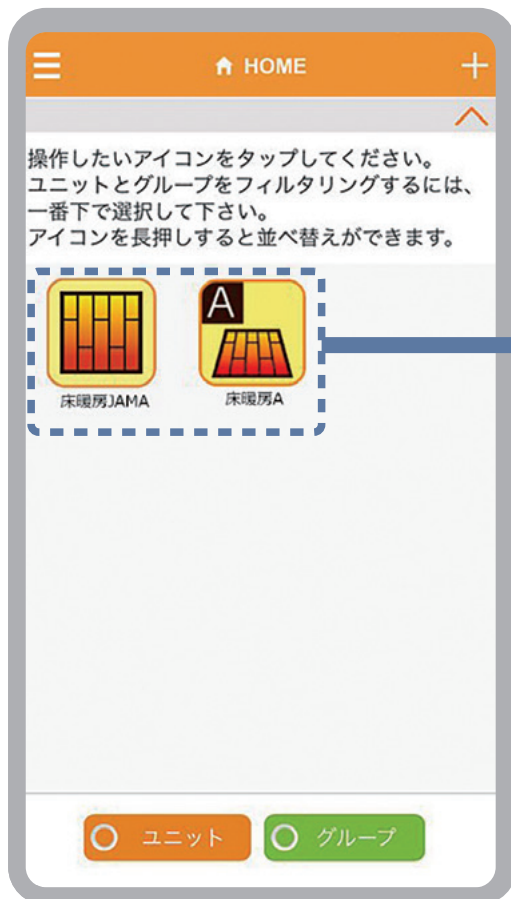 HOME
操作したいアイコンをタップしてください。
ユニットとグループをフィルタリングするには、
一番下で選択して下さい。
アイコンを長押しすると並べ替えができます。
A
床暖房JAMA
床暖房A
ユニット
グループ